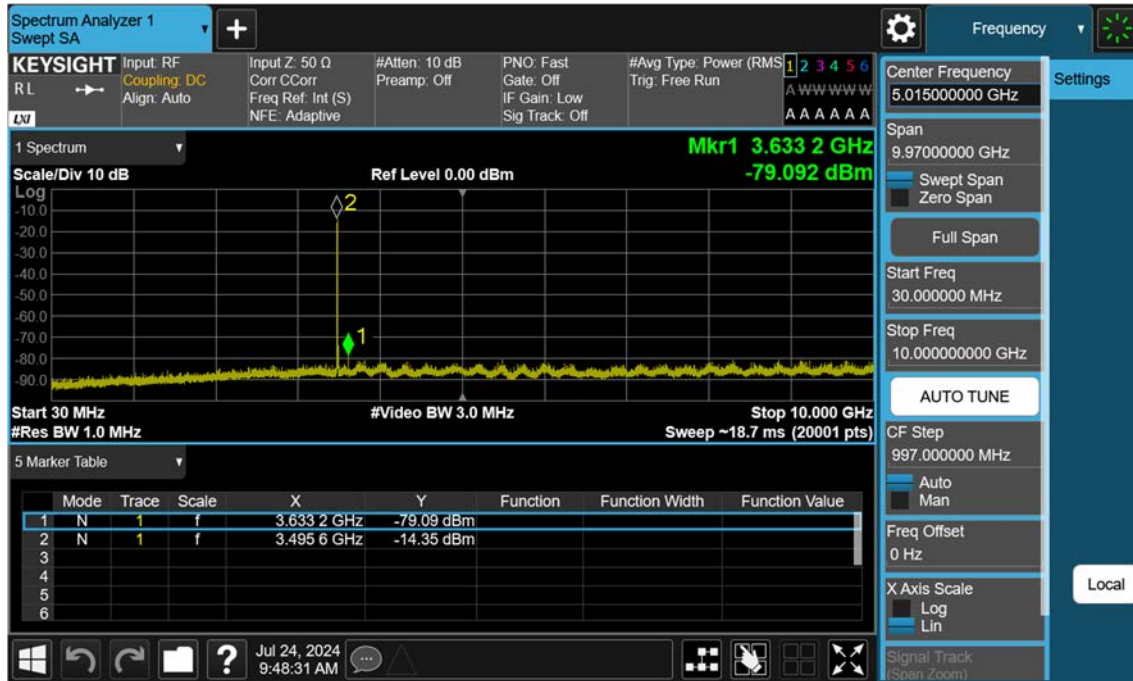 Spectrum Analyzer 1
Swept SA
+
Frequency
KEYSIGHT
RL
LXI
Input: RF
Coupling: DC
Align: Auto
Input Z: 50 Ω
Corr CCorr
Freq Ref: Int (S)
NFE: Adaptive
#Atten: 10 dB
Preamp: Off
PNO: Fast
Gate: Off
IF Gain: Low
Sig Track: Off
#Avg Type: Power (RMS
Trig: Free Run
1 2 3 4 5 6
A W W W W W
A A A A A A
Center Frequency
5.015000000 GHz
Settings
1 Spectrum
Scale/Div 10 dB
Ref Level 0.00 dBm
Mkr1 3.633 2 GHz
-79.092 dBm
Log
-10.0
-20.0
-30.0
-40.0
-50.0
-60.0
-70.0
-80.0
-90.0
2
1
Start 30 MHz
#Res BW 1.0 MHz
#Video BW 3.0 MHz
Stop 10.000 GHz
Sweep ~18.7 ms (20001 pts)
Span
9.97000000 GHz
Swept Span
Zero Span
Full Span
Start Freq
30.000000 MHz
Stop Freq
10.000000000 GHz
AUTO TUNE
CF Step
997.000000 MHz
Auto
Man
Freq Offset
0 Hz
X Axis Scale
Log
Lin
Signal Track
(Span Zoom)
Local
5 Marker Table
Mode Trace Scale X Y Function Function Width Function Value
1 N 1 f 3.633 2 GHz -79.09 dBm
2 N 1 f 3.495 6 GHz -14.35 dBm
3
4
5
6
?
Jul 24, 2024
9:48:31 AM